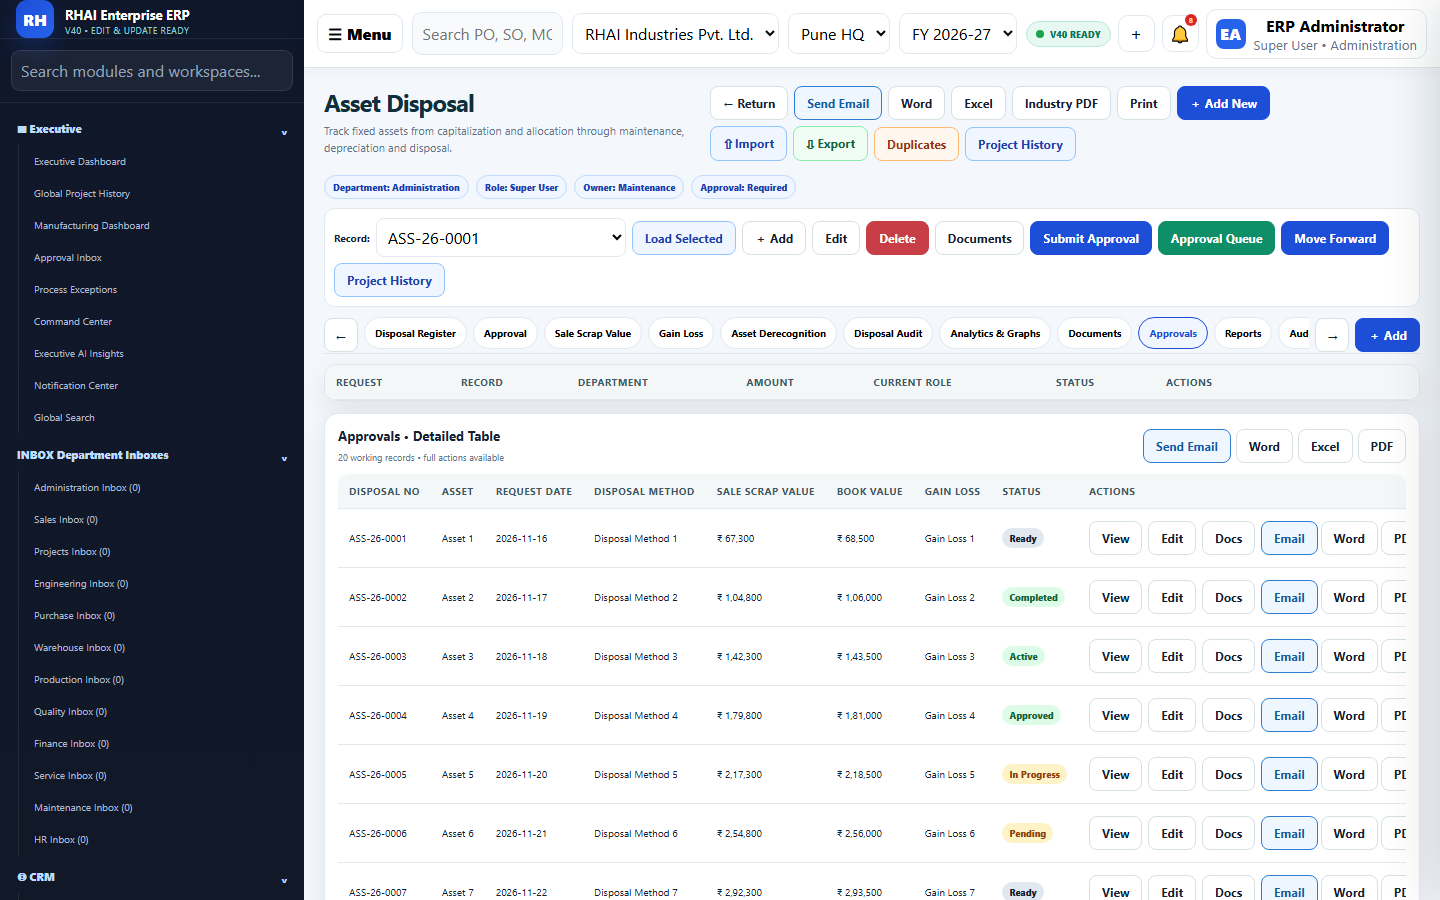 RH
RHAI Enterprise ERP
V40 • EDIT & UPDATE READY
Search modules and workspaces...
Executive
Executive Dashboard
Global Project History
Manufacturing Dashboard
Approval Inbox
Process Exceptions
Command Center
Executive AI Insights
Notification Center
Global Search
INBOX Department Inboxes
Administration Inbox (0)
Sales Inbox (0)
Projects Inbox (0)
Engineering Inbox (0)
Purchase Inbox (0)
Warehouse Inbox (0)
Production Inbox (0)
Quality Inbox (0)
Finance Inbox (0)
Service Inbox (0)
Maintenance Inbox (0)
HR Inbox (0)
CRM
☰ Menu
Search PO, SO, MO
RHAI Industries Pvt. Ltd.
Pune HQ
FY 2026-27
V40 READY
+
8
EA
ERP Administrator
Super User • Administration
Asset Disposal
Track fixed assets from capitalization and allocation through maintenance, depreciation and disposal.
← Return
Send Email
Word
Excel
Industry PDF
Print
+ Add New
⇧ Import
⇩ Export
Duplicates
Project History
Department: Administration
Role: Super User
Owner: Maintenance
Approval: Required
Record:
ASS-26-0001
Load Selected
+ Add
Edit
Delete
Documents
Submit Approval
Approval Queue
Move Forward
Project History
←
Disposal Register
Approval
Sale Scrap Value
Gain Loss
Asset Derecognition
Disposal Audit
Analytics & Graphs
Documents
Approvals
Reports
Aud
→
+ Add
REQUEST RECORD DEPARTMENT AMOUNT CURRENT ROLE STATUS ACTIONS
Approvals • Detailed Table
20 working records • full actions available
Send Email
Word
Excel
PDF
DISPOSAL NO ASSET REQUEST DATE DISPOSAL METHOD SALE SCRAP VALUE BOOK VALUE GAIN LOSS STATUS ACTIONS
ASS-26-0001 Asset 1 2026-11-16 Disposal Method 1 ₹ 67,300 ₹ 68,500 Gain Loss 1 Ready View Edit Docs Email Word PD
ASS-26-0002 Asset 2 2026-11-17 Disposal Method 2 ₹ 1,04,800 ₹ 1,06,000 Gain Loss 2 Completed View Edit Docs Email Word PD
ASS-26-0003 Asset 3 2026-11-18 Disposal Method 3 ₹ 1,42,300 ₹ 1,43,500 Gain Loss 3 Active View Edit Docs Email Word PD
ASS-26-0004 Asset 4 2026-11-19 Disposal Method 4 ₹ 1,79,800 ₹ 1,81,000 Gain Loss 4 Approved View Edit Docs Email Word PD
ASS-26-0005 Asset 5 2026-11-20 Disposal Method 5 ₹ 2,17,300 ₹ 2,18,500 Gain Loss 5 In Progress View Edit Docs Email Word PD
ASS-26-0006 Asset 6 2026-11-21 Disposal Method 6 ₹ 2,54,800 ₹ 2,56,000 Gain Loss 6 Pending View Edit Docs Email Word PD
ASS-26-0007 Asset 7 2026-11-22 Disposal Method 7 ₹ 2,92,300 ₹ 2,93,500 Gain Loss 7 Ready View Edit Docs Email Word PD